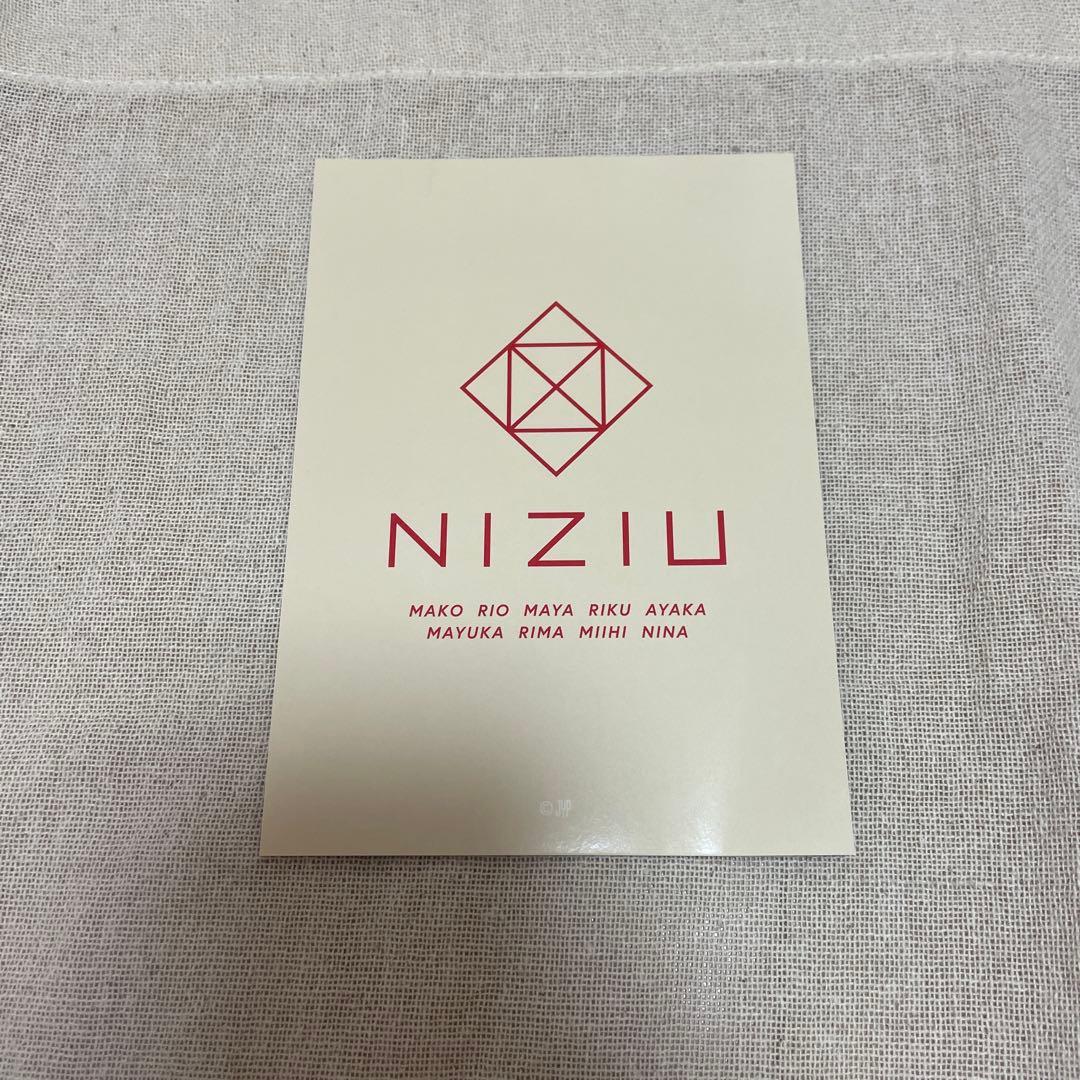 NIZIU
MAKO RIO MAYA RIKU AYAKA
MAYUKA RIMA MIIHI NINA
© JYP